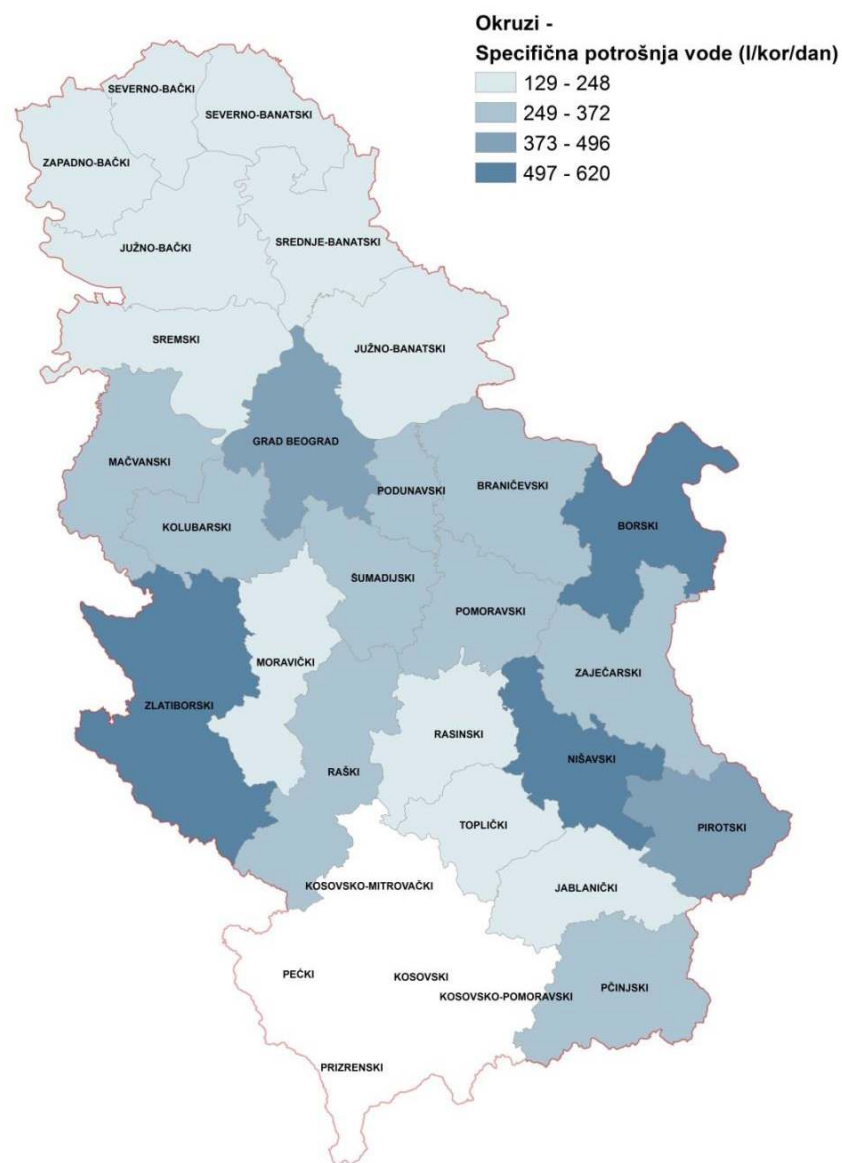 Okruzi -
Specifična potrošnja vode (l/kor/dan)
129 - 248
249 - 372
373 - 496
497 - 620
SEVERNO-BAČKI
SEVERNO-BANATSKI
ZAPADNO-BAČKI
JUŽNO-BAČKI
SREDNJE-BANATSKI
SREMSKI
JUŽNO-BANATSKI
GRAD BEOGRAD
MAČVANSKI
PODUNAVSKI
BRANIČEVSKI
KOLUBARSKI
BORSKI
ŠUMADIJSKI
POMORAVSKI
MORAVIČKI
ZAJEČARSKI
ZLATIBORSKI
RASINSKI
NIŠAVSKI
RAŠKI
TOPLIČKI
PIROTSKI
KOSOVSKO-MITROVAČKI
JABLANIČKI
PEĆKI
KOSOVSKI
PČINJSKI
KOSOVSKO-POMORAVSKI
PRIZRENSKI